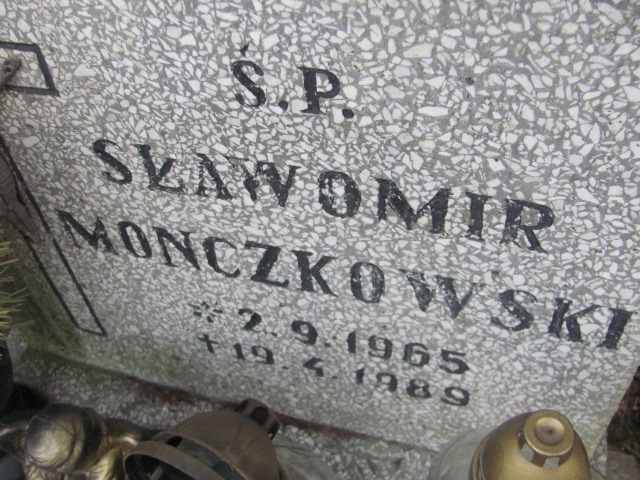 Ś.P.
SŁAWOMIR
MONCZKOWSKI
* 2.9.1965
† 19.4.1989